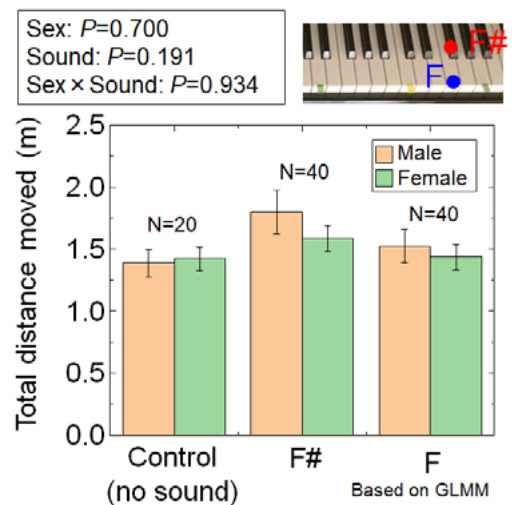 Sex: P=0.700
Sound: P=0.191
Sex × Sound: P=0.934
F#
F
Total distance moved (m)
2.5
2.0
1.5
1.0
0.5
0.0
Male
Female
N=20
N=40
N=40
Control
(no sound)
F#
F
Based on GLMM